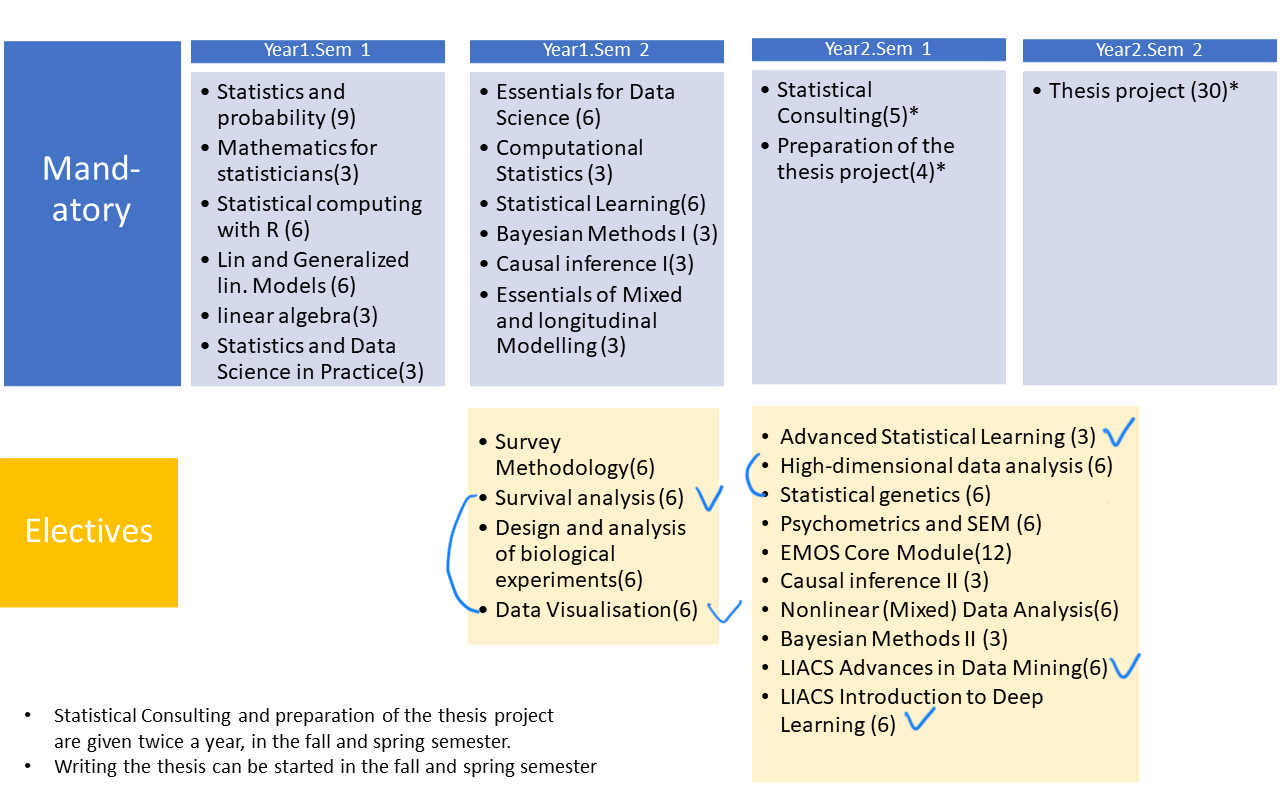 Mand-
atory
Year1.Sem 1
• Statistics and
probability (9)
• Mathematics for
statisticians(3)
• Statistical computing
with R (6)
• Lin and Generalized
lin. Models (6)
• linear algebra(3)
• Statistics and Data
Science in Practice(3)
Year1.Sem 2
• Essentials for Data
Science (6)
• Computational
Statistics (3)
• Statistical Learning(6)
• Bayesian Methods I (3)
• Causal inference I(3)
• Essentials of Mixed
and longitudinal
Modelling (3)
Year2.Sem 1
• Statistical
Consulting(5)*
• Preparation of the
thesis project(4)*
Year2.Sem 2
• Thesis project (30)*
Electives
• Survey
Methodology(6)
• Survival analysis (6)
• Design and analysis
of biological
experiments(6)
• Data Visualisation(6)
• Advanced Statistical Learning (3)
• High-dimensional data analysis (6)
• Statistical genetics (6)
• Psychometrics and SEM (6)
• EMOS Core Module(12)
• Causal inference II (3)
• Nonlinear (Mixed) Data Analysis(6)
• Bayesian Methods II (3)
• LIACS Advances in Data Mining(6)
• LIACS Introduction to Deep
Learning (6)
• Statistical Consulting and preparation of the thesis project
are given twice a year, in the fall and spring semester.
• Writing the thesis can be started in the fall and spring semester